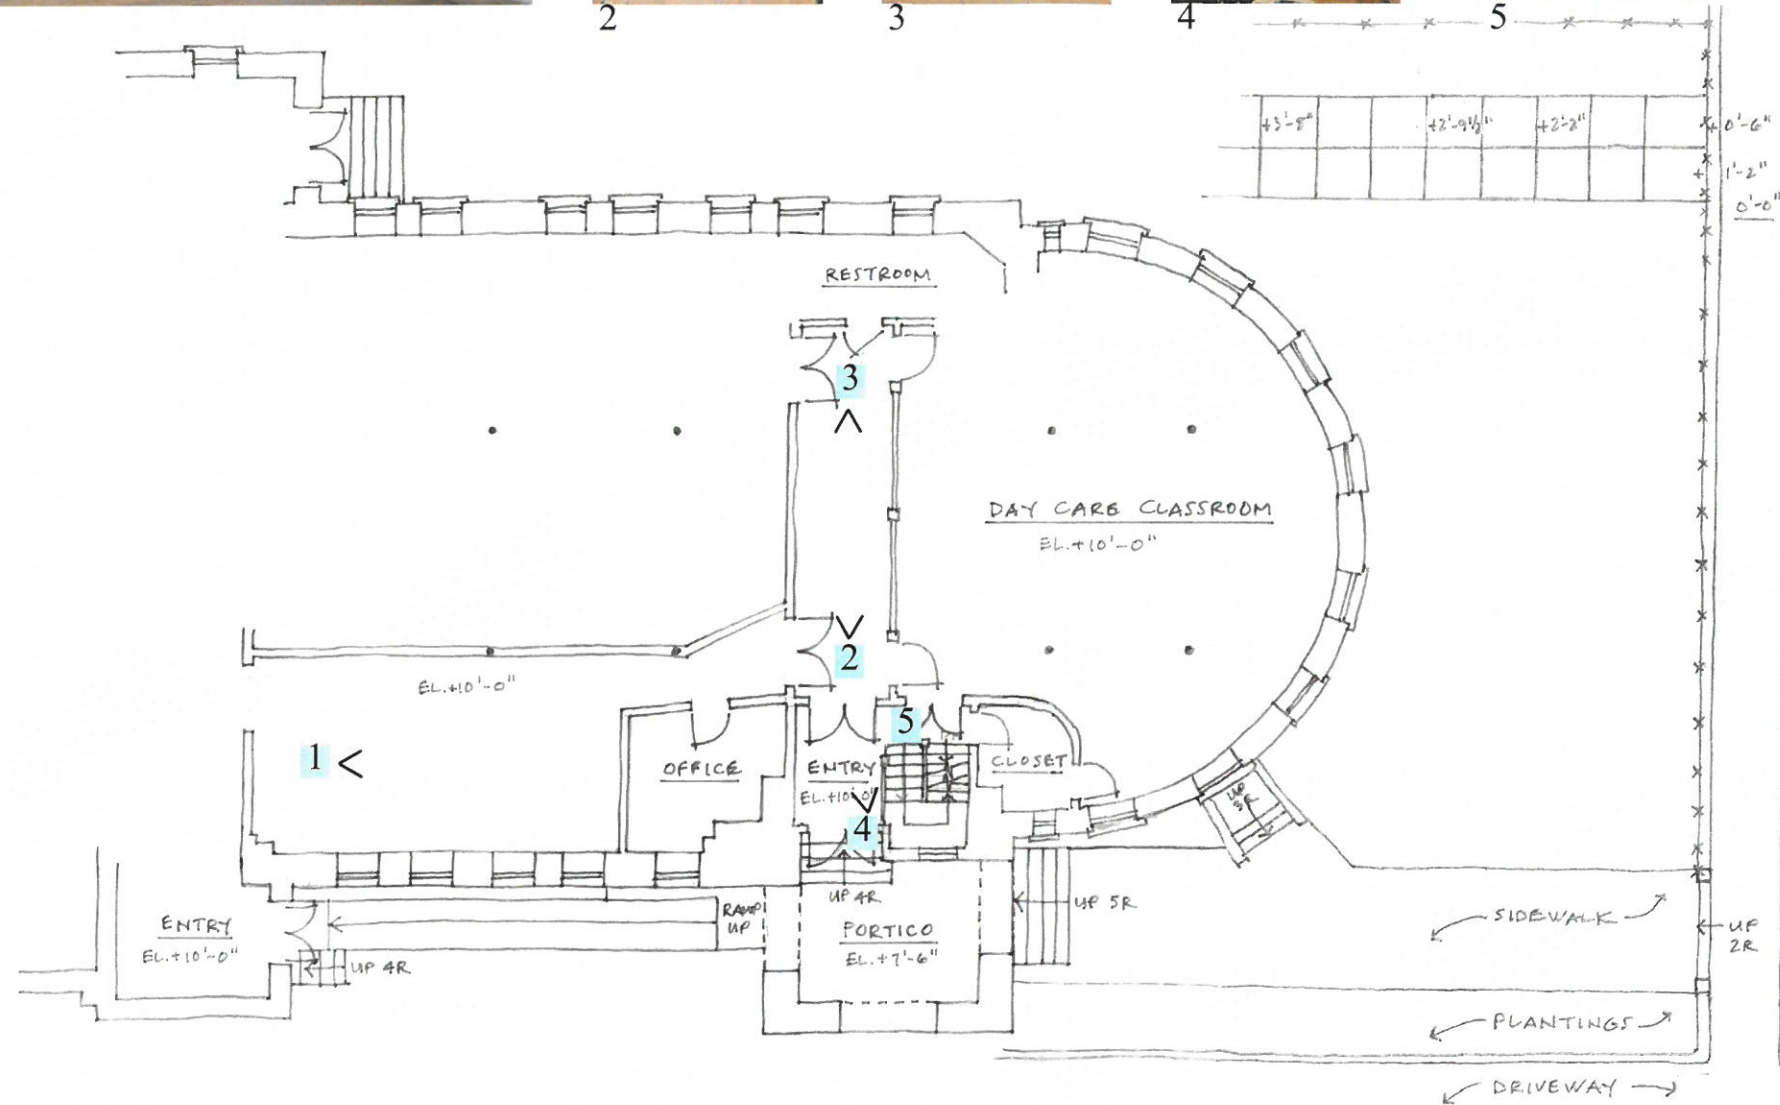 2 3 4 5
+3'-8" +2'-9½" +2'-2" 0'-6"
1'-2"
0'-0"
RESTROOM
3
DAY CARE CLASSROOM
EL.+10'-0"
2
EL.+10'-0"
5
1
OFFICE
ENTRY
EL.+10'-0"
CLOSET
UP
3R
4
UP 4R
RAMP
UP
UP 5R
ENTRY
EL.+10'-0"
PORTICO
EL.+7'-6"
SIDEWALK
UP
2R
UP 4R
PLANTINGS
DRIVEWAY